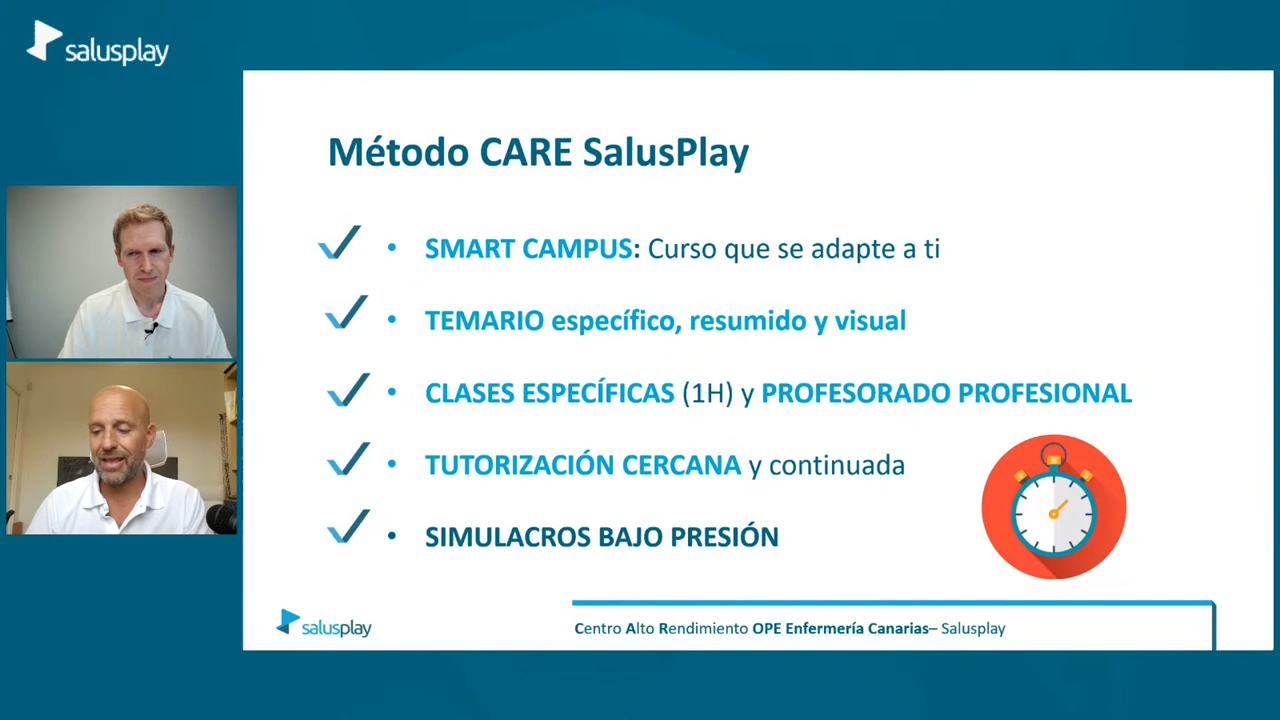 salusplay
Método CARE SalusPlay
• SMART CAMPUS: Curso que se adapte a ti
• TEMARIO específico, resumido y visual
• CLASES ESPECÍFICAS (1H) y PROFESORADO PROFESIONAL
• TUTORIZACIÓN CERCANA y continuada
• SIMULACROS BAJO PRESIÓN
salusplay
Centro Alto Rendimiento OPE Enfermería Canarias– Salusplay